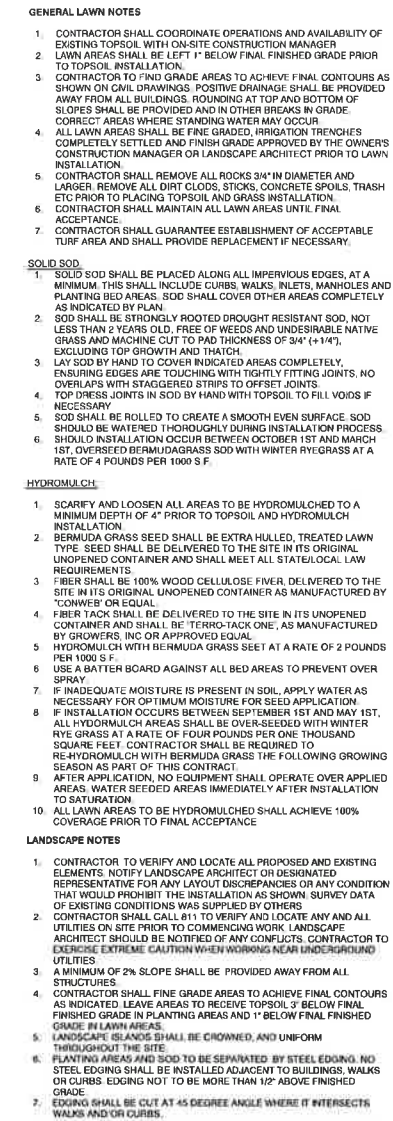 GENERAL LAWN NOTES
1. CONTRACTOR SHALL COORDINATE OPERATIONS AND AVAILABILITY OF
EXISTING TOPSOIL WITH ON-SITE CONSTRUCTION MANAGER
2. LAWN AREAS SHALL BE LEFT 1" BELOW FINAL FINISHED GRADE PRIOR
TO TOPSOIL INSTALLATION.
3. CONTRACTOR TO FIND GRADE AREAS TO ACHIEVE FINAL CONTOURS AS
SHOWN ON CIVIL DRAWINGS. POSITIVE DRAINAGE SHALL BE PROVIDED
AWAY FROM ALL BUILDINGS. ROUNDING AT TOP AND BOTTOM OF
SLOPES SHALL BE PROVIDED AND IN OTHER BREAKS IN GRADE.
CORRECT AREAS WHERE STANDING WATER MAY OCCUR.
4. ALL LAWN AREAS SHALL BE FINE GRADED, IRRIGATION TRENCHES
COMPLETELY SETTLED AND FINISH GRADE APPROVED BY THE OWNER'S
CONSTRUCTION MANAGER OR LANDSCAPE ARCHITECT PRIOR TO LAWN
INSTALLATION.
5. CONTRACTOR SHALL REMOVE ALL ROCKS 3/4" IN DIAMETER AND
LARGER. REMOVE ALL DIRT CLODS, STICKS, CONCRETE SPOILS, TRASH
ETC PRIOR TO PLACING TOPSOIL AND GRASS INSTALLATION.
6. CONTRACTOR SHALL MAINTAIN ALL LAWN AREAS UNTIL FINAL
ACCEPTANCE.
7. CONTRACTOR SHALL GUARANTEE ESTABLISHMENT OF ACCEPTABLE
TURF AREA AND SHALL PROVIDE REPLACEMENT IF NECESSARY.
SOLID SOD
1. SOLID SOD SHALL BE PLACED ALONG ALL IMPERVIOUS EDGES, AT A
MINIMUM. THIS SHALL INCLUDE CURBS, WALKS, INLETS, MANHOLES AND
PLANTING BED AREAS. SOD SHALL COVER OTHER AREAS COMPLETELY
AS INDICATED BY PLAN.
2. SOD SHALL BE STRONGLY ROOTED DROUGHT RESISTANT SOD, NOT
LESS THAN 2 YEARS OLD, FREE OF WEEDS AND UNDESIRABLE NATIVE
GRASS AND MACHINE CUT TO PAD THICKNESS OF 3/4" (+1/4"),
EXCLUDING TOP GROWTH AND THATCH.
3. LAY SOD BY HAND TO COVER INDICATED AREAS COMPLETELY,
ENSURING EDGES ARE TOUCHING WITH TIGHTLY FITTING JOINTS, NO
OVERLAPS WITH STAGGERED STRIPS TO OFFSET JOINTS.
4. TOP DRESS JOINTS IN SOD BY HAND WITH TOPSOIL TO FILL VOIDS IF
NECESSARY
5. SOD SHALL BE ROLLED TO CREATE A SMOOTH EVEN SURFACE. SOD
SHOULD BE WATERED THOROUGHLY DURING INSTALLATION PROCESS.
6. SHOULD INSTALLATION OCCUR BETWEEN OCTOBER 1ST AND MARCH
1ST, OVERSEED BERMUDAGRASS SOD WITH WINTER RYEGRASS AT A
RATE OF 4 POUNDS PER 1000 S.F.
HYDROMULCH:
1. SCARIFY AND LOOSEN ALL AREAS TO BE HYDROMULCHED TO A
MINIMUM DEPTH OF 4" PRIOR TO TOPSOIL AND HYDROMULCH
INSTALLATION.
2. BERMUDA GRASS SEED SHALL BE EXTRA HULLED, TREATED LAWN
TYPE. SEED SHALL BE DELIVERED TO THE SITE IN ITS ORIGINAL
UNOPENED CONTAINER AND SHALL MEET ALL STATE/LOCAL LAW
REQUIREMENTS.
3. FIBER SHALL BE 100% WOOD CELLULOSE FIVER, DELIVERED TO THE
SITE IN ITS ORIGINAL UNOPENED CONTAINER AS MANUFACTURED BY
"CONWEB' OR EQUAL.
4. FIBER TACK SHALL BE DELIVERED TO THE SITE IN ITS UNOPENED
CONTAINER AND SHALL BE 'TERRO-TACK ONE', AS MANUFACTURED
BY GROWERS, INC OR APPROVED EQUAL.
5. HYDROMULCH WITH BERMUDA GRASS SEET AT A RATE OF 2 POUNDS
PER 1000 S.F.
6. USE A BATTER BOARD AGAINST ALL BED AREAS TO PREVENT OVER
SPRAY.
7. IF INADEQUATE MOISTURE IS PRESENT IN SOIL, APPLY WATER AS
NECESSARY FOR OPTIMUM MOISTURE FOR SEED APPLICATION.
8. IF INSTALLATION OCCURS BETWEEN SEPTEMBER 1ST AND MAY 1ST,
ALL HYDORMULCH AREAS SHALL BE OVER-SEEDED WITH WINTER
RYE GRASS AT A RATE OF FOUR POUNDS PER ONE THOUSAND
SQUARE FEET. CONTRACTOR SHALL BE REQUIRED TO
RE-HYDROMULCH WITH BERMUDA GRASS THE FOLLOWING GROWING
SEASON AS PART OF THIS CONTRACT.
9. AFTER APPLICATION, NO EQUIPMENT SHALL OPERATE OVER APPLIED
AREAS. WATER SEEDED AREAS IMMEDIATELY AFTER INSTALLATION
TO SATURATION.
10. ALL LAWN AREAS TO BE HYDROMULCHED SHALL ACHIEVE 100%
COVERAGE PRIOR TO FINAL ACCEPTANCE
LANDSCAPE NOTES
1. CONTRACTOR TO VERIFY AND LOCATE ALL PROPOSED AND EXISTING
ELEMENTS. NOTIFY LANDSCAPE ARCHITECT OR DESIGNATED
REPRESENTATIVE FOR ANY LAYOUT DISCREPANCIES OR ANY CONDITION
THAT WOULD PROHIBIT THE INSTALLATION AS SHOWN. SURVEY DATA
OF EXISTING CONDITIONS WAS SUPPLIED BY OTHERS
2. CONTRACTOR SHALL CALL 811 TO VERIFY AND LOCATE ANY AND ALL
UTILITIES ON SITE PRIOR TO COMMENCING WORK. LANDSCAPE
ARCHITECT SHOULD BE NOTIFIED OF ANY CONFLICTS. CONTRACTOR TO
EXERCISE EXTREME CAUTION WHEN WORKING NEAR UNDERGROUND
UTILITIES.
3. A MINIMUM OF 2% SLOPE SHALL BE PROVIDED AWAY FROM ALL
STRUCTURES.
4. CONTRACTOR SHALL FINE GRADE AREAS TO ACHIEVE FINAL CONTOURS
AS INDICATED. LEAVE AREAS TO RECEIVE TOPSOIL 3" BELOW FINAL
FINISHED GRADE IN PLANTING AREAS AND 1" BELOW FINAL FINISHED
GRADE IN LAWN AREAS.
5. LANDSCAPE ISLANDS SHALL BE CROWNED, AND UNIFORM
THROUGHOUT THE SITE.
6. PLANTING AREAS AND SOD TO BE SEPARATED BY STEEL EDGING. NO
STEEL EDGING SHALL BE INSTALLED ADJACENT TO BUILDINGS, WALKS
OR CURBS. EDGING NOT TO BE MORE THAN 1/2" ABOVE FINISHED
GRADE.
7. EDGING SHALL BE CUT AT 45 DEGREE ANGLE WHERE IT INTERSECTS
WALKS AND/OR CURBS.